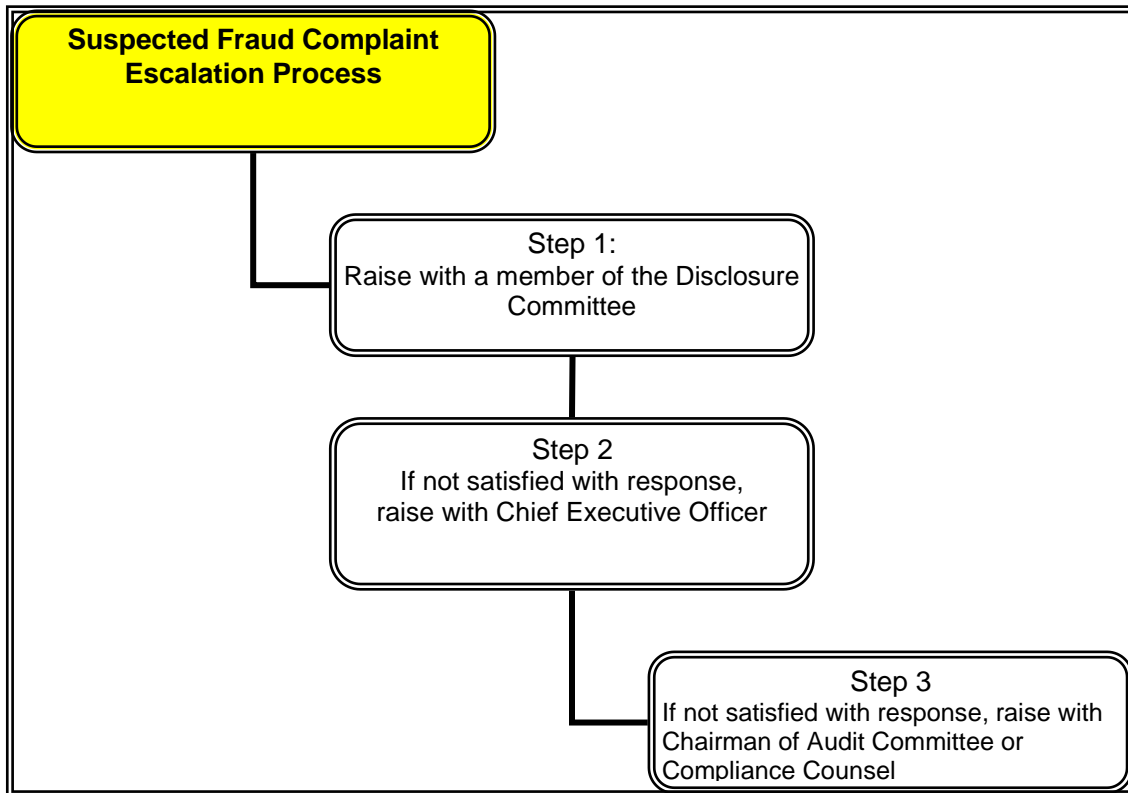 Suspected Fraud Complaint
Escalation Process
Step 1:
Raise with a member of the Disclosure
Committee
Step 2
If not satisfied with response,
raise with Chief Executive Officer
Step 3
If not satisfied with response, raise with
Chairman of Audit Committee or
Compliance Counsel